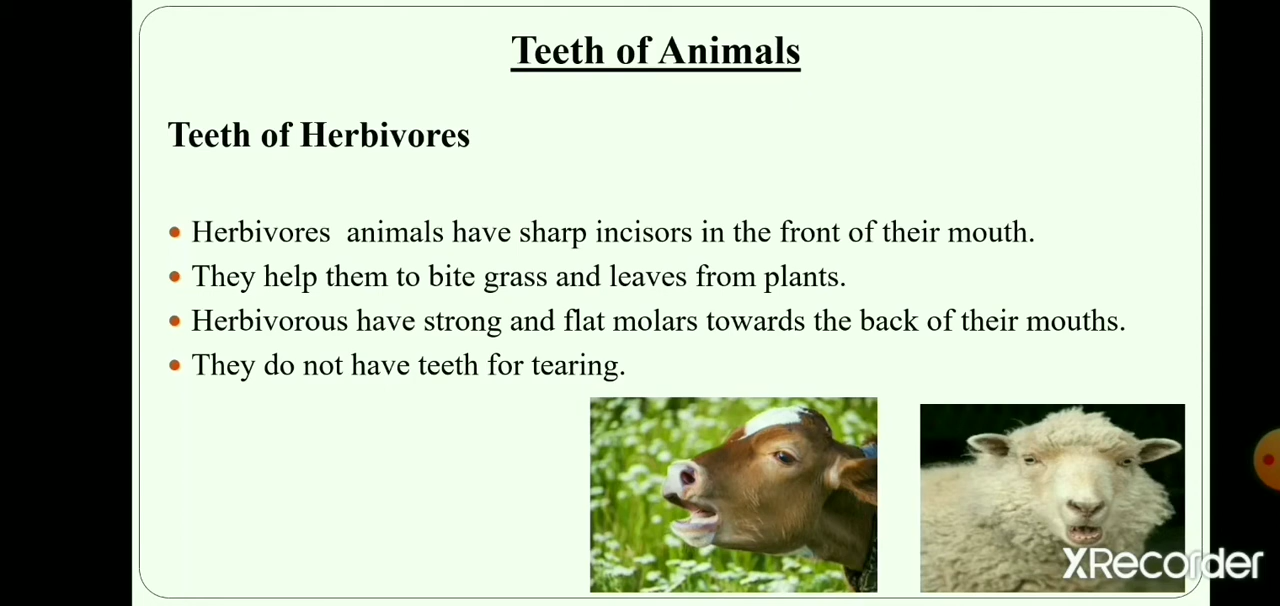 Teeth of Animals
Teeth of Herbivores
Herbivores animals have sharp incisors in the front of their mouth.
They help them to bite grass and leaves from plants.
Herbivorous have strong and flat molars towards the back of their mouths.
They do not have teeth for tearing.
XRecorder